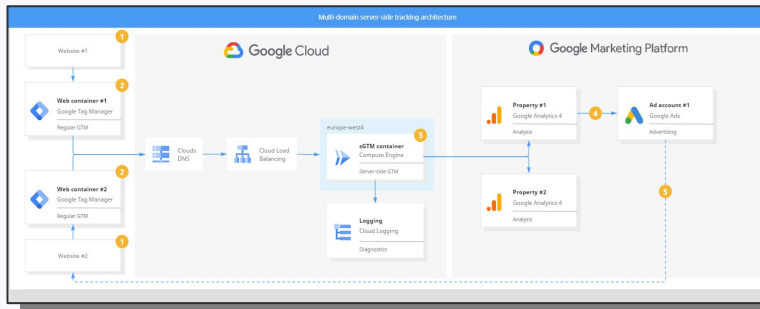 Multi-domain server-side tracking architecture
1
Website #1
2
Web container #1
Google Tag Manager
Regular GTM
2
Web container #2
Google Tag Manager
Regular GTM
1
Website #2
Google Cloud
Clouds
DNS
Cloud Load
Balancing
europe-west4
3
sGTM container
Compute Engine
Server-side GTM
Logging
Cloud Logging
Diagnostics
Google Marketing Platform
Property #1
Google Analytics 4
Analysis
4
Ad account #1
Google Ads
Advertising
Property #2
Google Analytics 4
Analysis
5